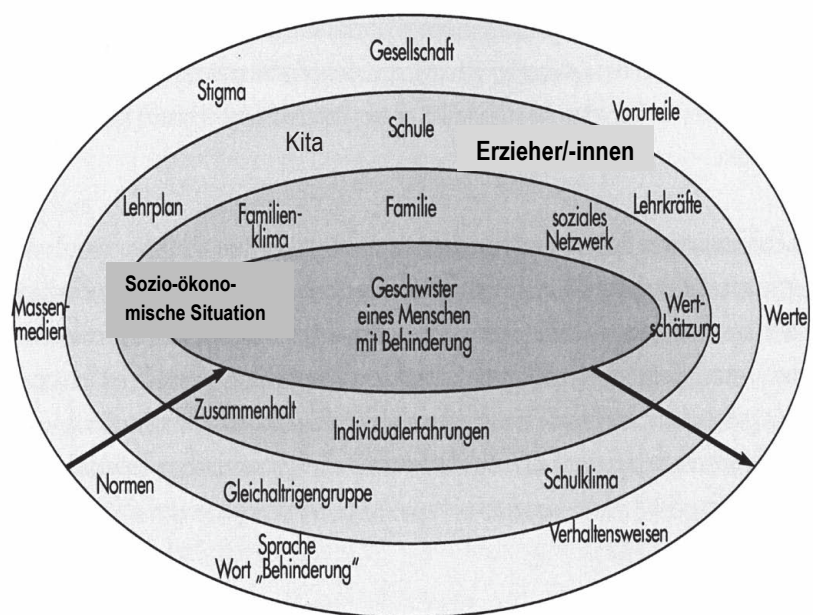 Gesellschaft
Stigma
Vorurteile
Kita
Schule
Erzieher/-innen
Lehrplan
Familien-
klima
Familie
soziales
Netzwerk
Lehrkräfte
Sozio-ökono-
mische Situation
Massen-
medien
Geschwister
eines Menschen
mit Behinderung
Wert-
schätzung
Werte
Zusammenhalt
Individualerfahrungen
Normen
Gleichaltrigengruppe
Schulklima
Sprache
Wort „Behinderung“
Verhaltensweisen